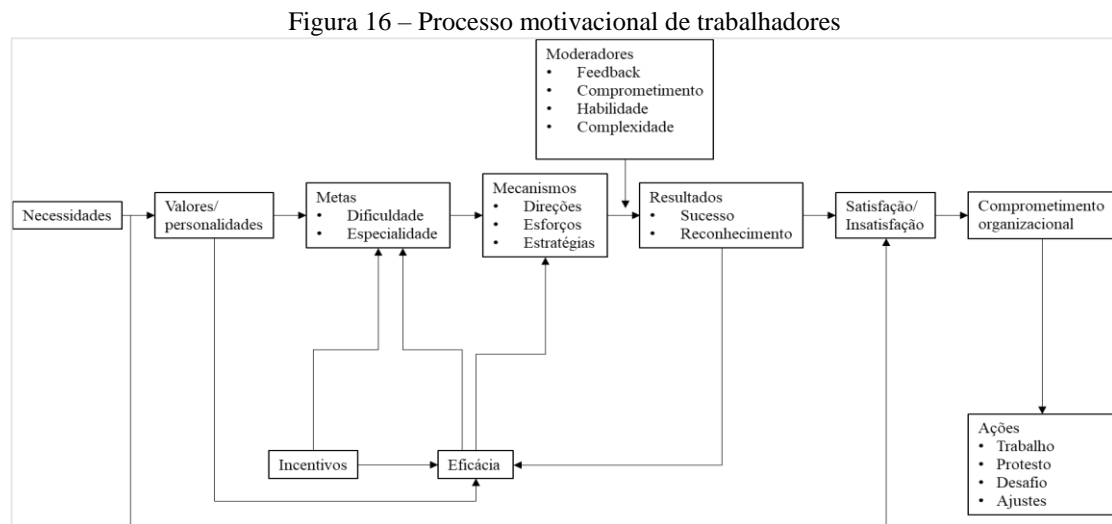 Figura 16 – Processo motivacional de trabalhadores
Moderadores
• Feedback
• Comprometimento
• Habilidade
• Complexidade
Necessidades
Valores/
personalidades
Metas
• Dificuldade
• Especialidade
Mecanismos
• Direções
• Esforços
• Estratégias
Resultados
• Sucesso
• Reconhecimento
Satisfação/
Insatisfação
Comprometimento
organizacional
Incentivos
Eficácia
Ações
• Trabalho
• Protesto
• Desafio
• Ajustes